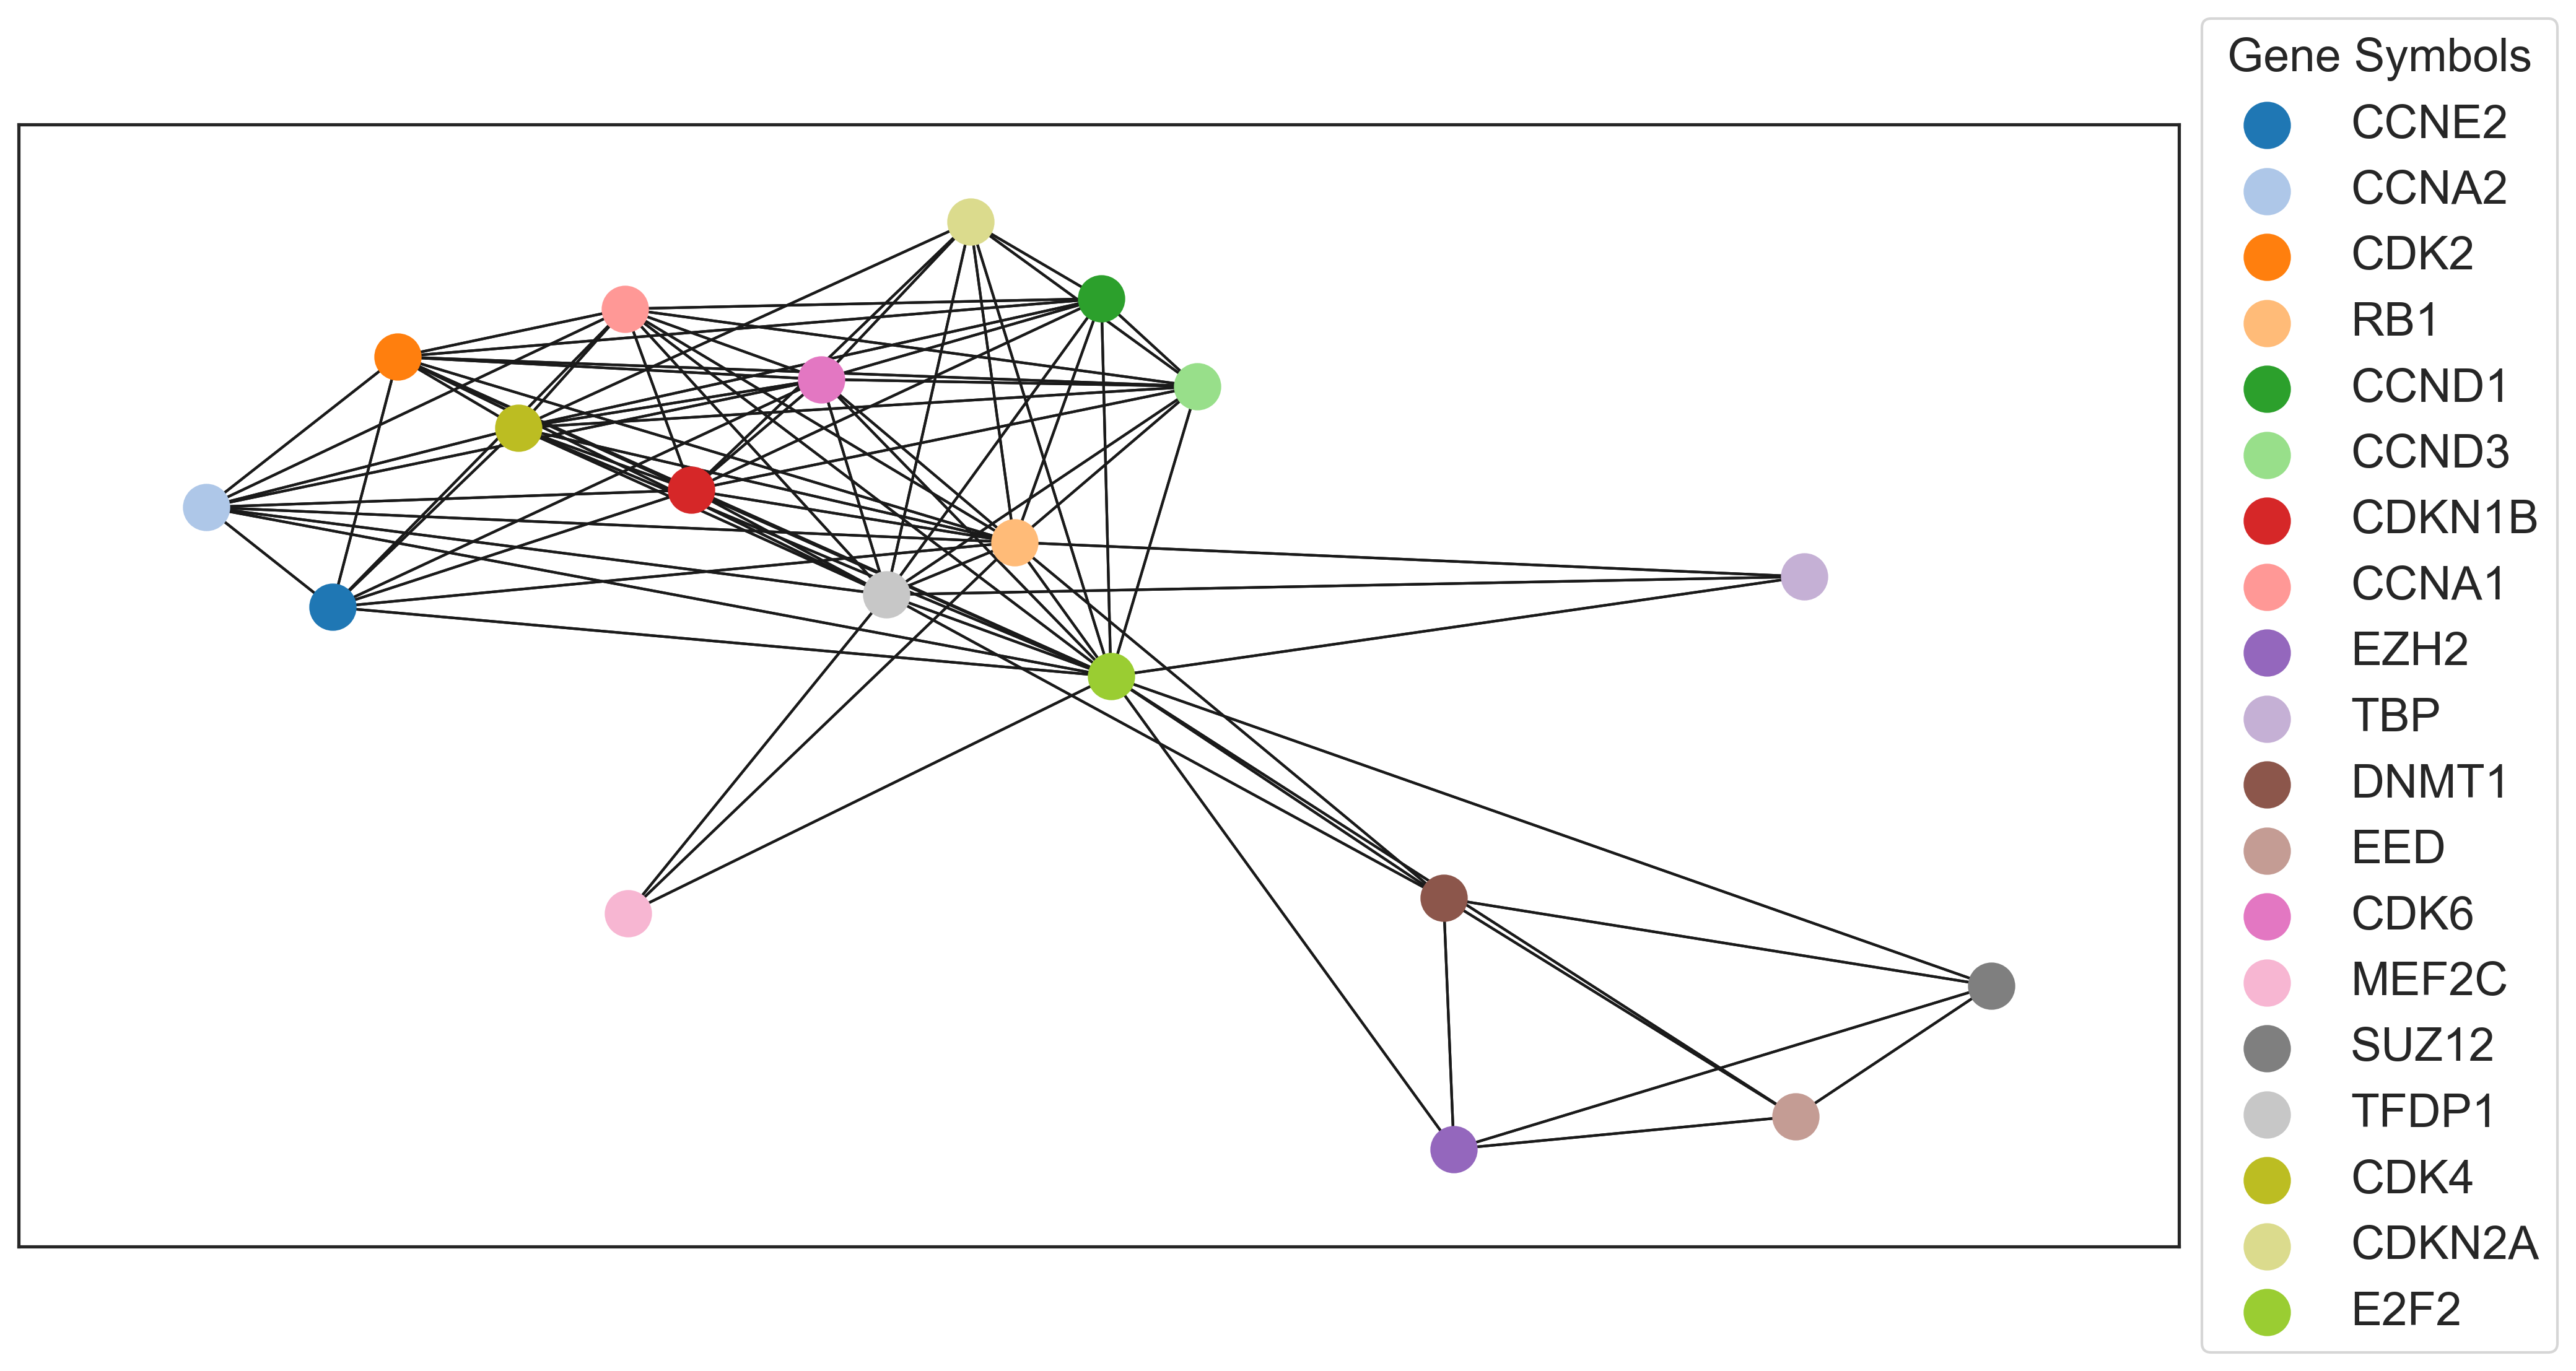 Gene Symbols
CCNE2
CCNA2
CDK2
RB1
CCND1
CCND3
CDKN1B
CCNA1
EZH2
TBP
DNMT1
EED
CDK6
MEF2C
SUZ12
TFDP1
CDK4
CDKN2A
E2F2